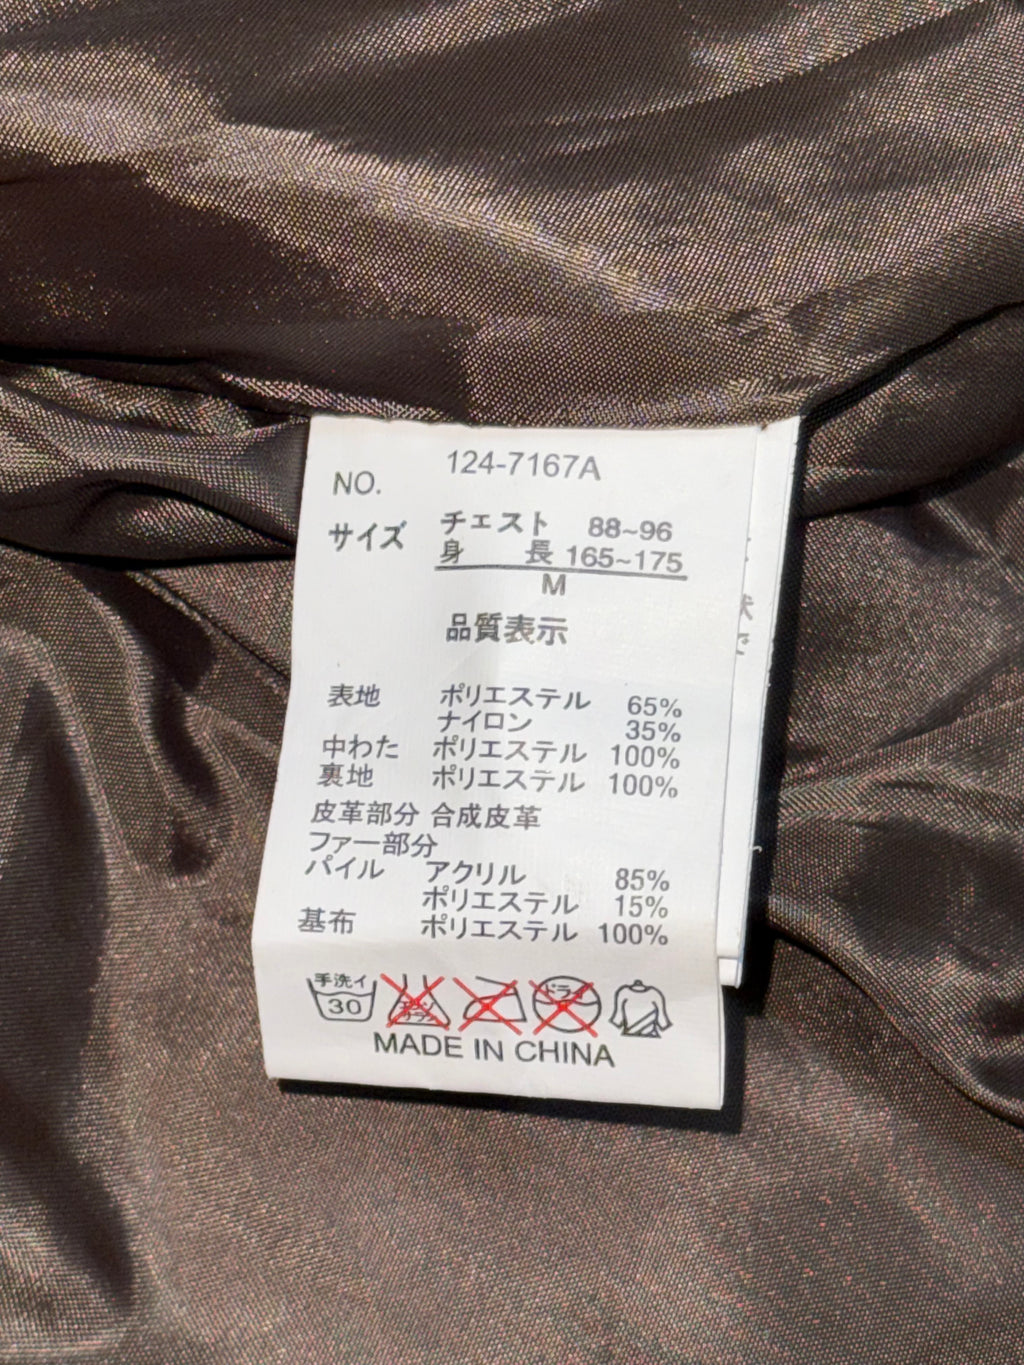 NO. 124-7167A
サイズ チェスト 88~96
身 長 165~175
M
品質表示
表地 ポリエステル 65%
ナイロン 35%
中わた ポリエステル 100%
裏地 ポリエステル 100%
皮革部分 合成皮革
ファー部分
パイル アクリル 85%
ポリエステル 15%
基布 ポリエステル 100%
手洗イ
30
MADE IN CHINA